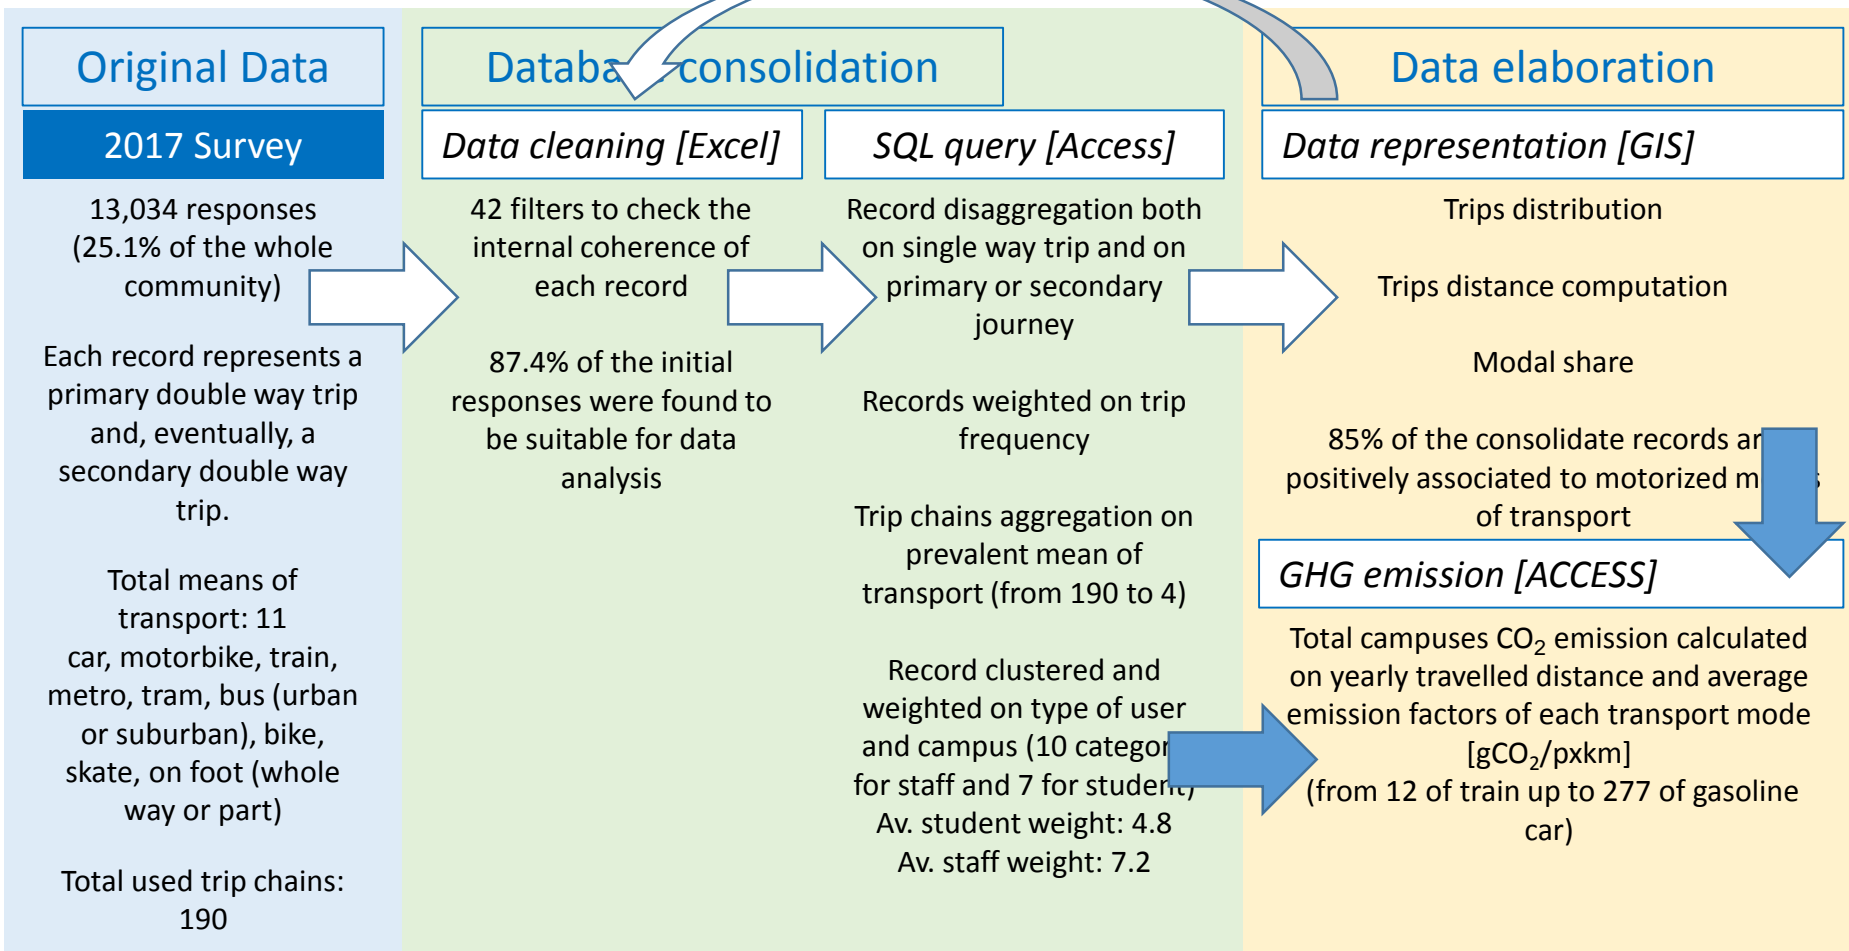 Original Data
2017 Survey
13,034 responses
(25.1% of the whole
community)
Each record represents a
primary double way trip
and, eventually, a
secondary double way
trip.
Total means of
transport: 11
car, motorbike, train,
metro, tram, bus (urban
or suburban), bike,
skate, on foot (whole
way or part)
Total used trip chains:
190
Database consolidation
Data cleaning [Excel]
42 filters to check the
internal coherence of
each record
87.4% of the initial
responses were found to
be suitable for data
analysis
SQL query [Access]
Record disaggregation both
on single way trip and on
primary or secondary
journey
Records weighted on trip
frequency
Trip chains aggregation on
prevalent mean of
transport (from 190 to 4)
Record clustered and
weighted on type of user
and campus (10 categories
for staff and 7 for student)
Av. student weight: 4.8
Av. staff weight: 7.2
Data elaboration
Data representation [GIS]
Trips distribution
Trips distance computation
Modal share
85% of the consolidate records are
positively associated to motorized means
of transport
GHG emission [ACCESS]
Total campuses CO₂ emission calculated
on yearly travelled distance and average
emission factors of each transport mode
[gCO₂/pxkm]
(from 12 of train up to 277 of gasoline
car)